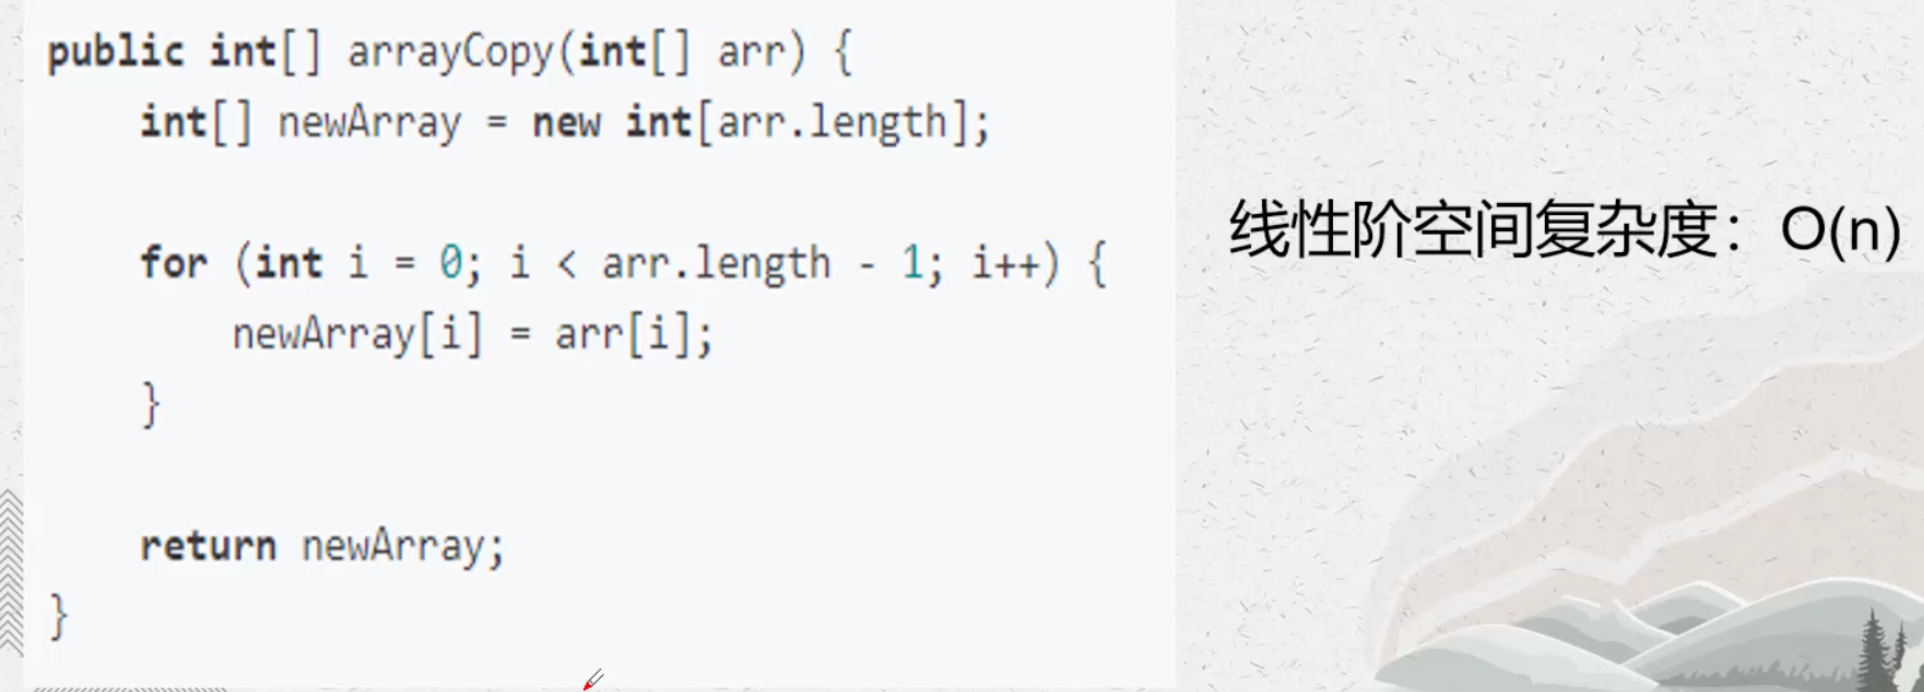 public int[] arrayCopy(int[] arr) {
    int[] newArray = new int[arr.length];
    for (int i = 0; i < arr.length - 1; i++) {
        newArray[i] = arr[i];
    }
    return newArray;
}
线性阶空间复杂度：O(n)